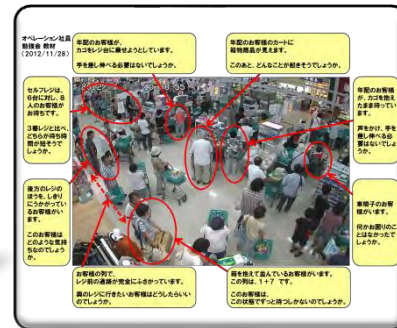 オペレーション社員
勉強会 教材
(2012/11/28)
年配のお客様が、
カゴをレジ台に乗せようとしています。
手を差し伸べる必要はないでしょうか。
年配のお客様のカートに
箱物商品が見えます。
このあと、どんなことが起きそうでしょうか。
セルフレジは、
6台に対し、8
人のお客様が
お待ちです。
3番レジと比べ、
どちらが待ち時
間が短そうで
しょうか。
年配のお客様
が、カゴを抱え
たまま待ってい
ます。
声をかけ、手を
差し伸べる必
要はないでしょ
うか。
後方のレジの
ほうを、しきり
にうかがってい
るお客様がい
ます。
このお客様は
どのような気持
ちなのでしょう
か。
車椅子のお客
様がいます。
何かお困りのこ
とはなかったで
しょうか。
お客様の列で、
レジ前の通路が完全にふさがっています。
奥のレジに行きたいお客様はどうしたらいい
のでしょうか。
箱を抱えて並んでいるお客様がいます。
この列は、1+7 です。
このお客様は、
この状態でずっと待つしかないのでしょうか。